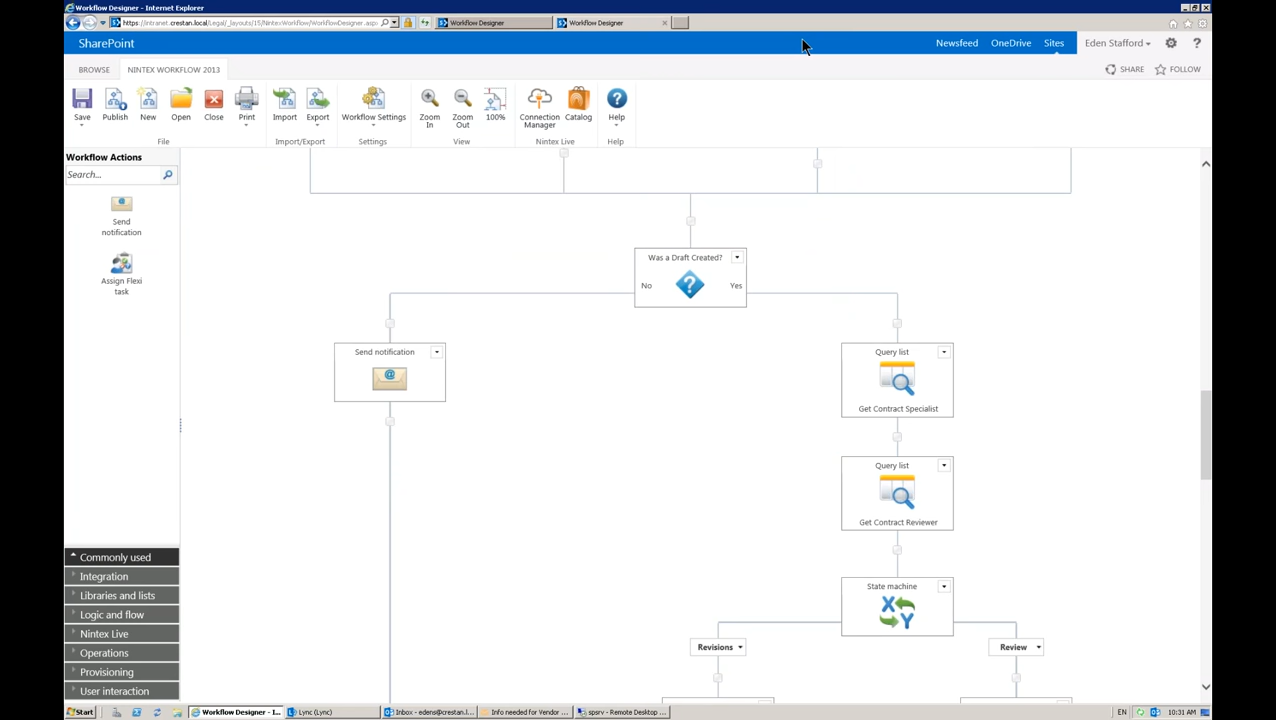 Workflow Designer - Internet Explorer
https://intranet.crestan.local/Legal/_layouts/15/NintexWorkflow/WorkflowDesigner.asp
Workflow Designer
Workflow Designer
SharePoint
Newsfeed OneDrive Sites
Eden Stafford
?
BROWSE
NINTEX WORKFLOW 2013
SHARE
FOLLOW
Save
Publish
New
Open
Close
Print
Import
Export
Workflow Settings
Zoom In
Zoom Out
100%
Connection Manager
Catalog
Help
File
Import/Export
Settings
View
Nintex Live
Help
Workflow Actions
Search...
Send
notification
Assign Flexi
task
Was a Draft Created?
No
Yes
Send notification
Query list
Get Contract Specialist
Query list
Get Contract Reviewer
State machine
X
Y
Revisions
Review
Commonly used
Integration
Libraries and lists
Logic and flow
Nintex Live
Operations
Provisioning
User interaction
Start
Workflow Designer - I...
Lync (Lync)
Inbox - edens@crestan.l...
Info needed for Vendor ...
spsrv - Remote Desktop ...
EN
10:31 AM